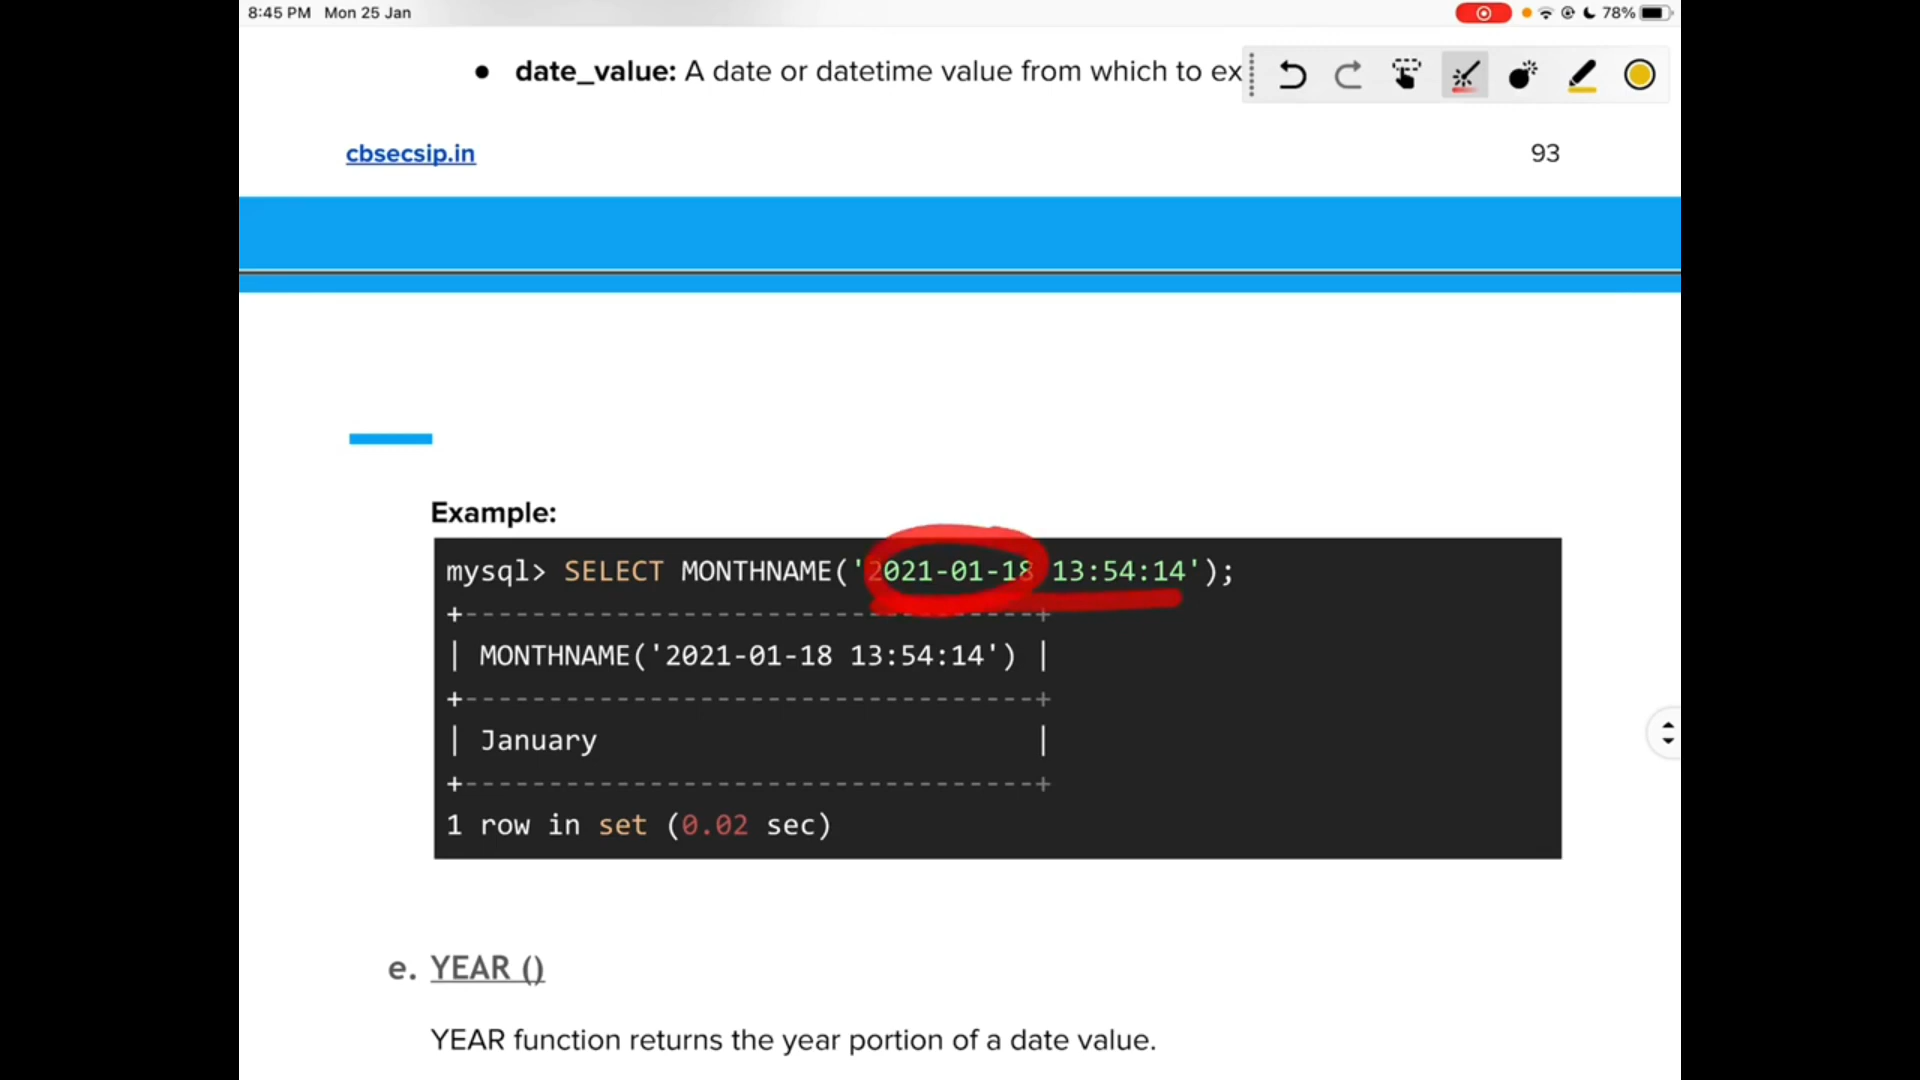 8:45 PM Mon 25 Jan 78%
● date_value: A date or datetime value from which to ex
cbsecsip.in 93
Example:
mysql> SELECT MONTHNAME('2021-01-18 13:54:14');
+----------------------------------+
| MONTHNAME('2021-01-18 13:54:14') |
+----------------------------------+
| January |
+----------------------------------+
1 row in set (0.02 sec)
e. YEAR ()
YEAR function returns the year portion of a date value.